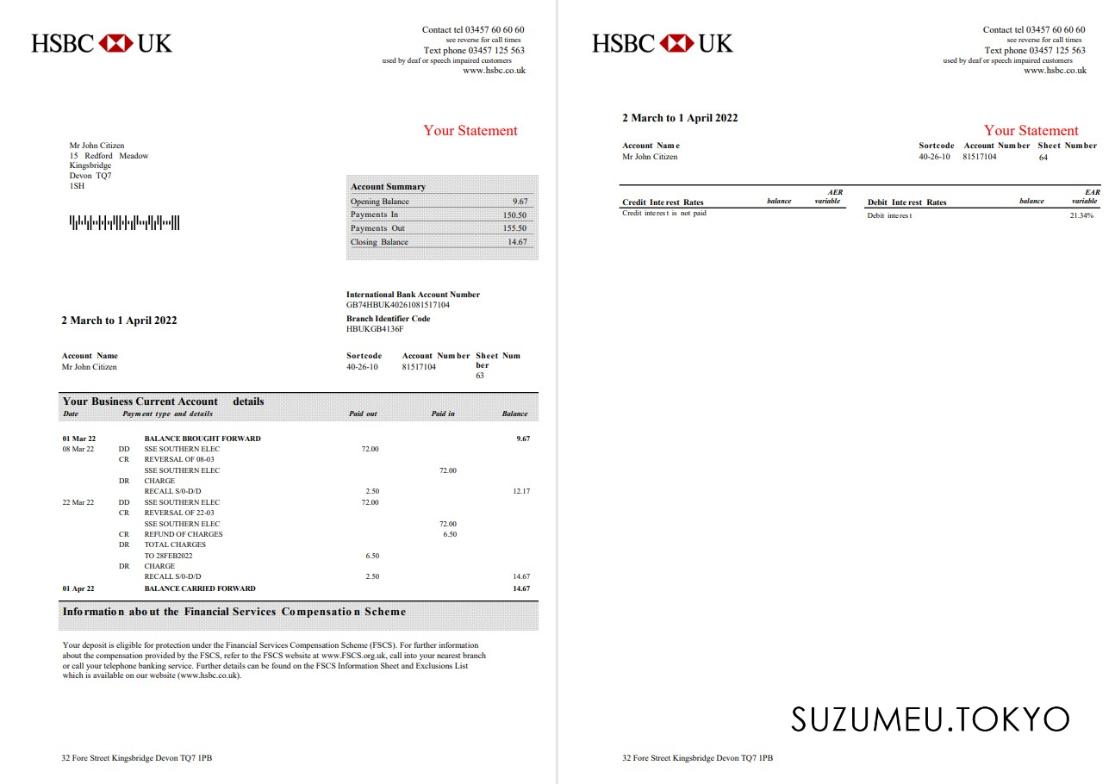 HSBC UK
Contact tel 03457 60 60 60
see reverse for call times
Text phone 03457 125 563
used by deaf or speech impaired customers
www.hsbc.co.uk
Your Statement
Mr John Citizen
15 Redford Meadow
Kingsbridge
Devon TQ7
1SH
Account Summary
Opening Balance 9.67
Payments In 150.50
Payments Out 155.50
Closing Balance 14.67
International Bank Account Number
GB74HBUK40261081517104
2 March to 1 April 2022
Branch Identifier Code
HBUKGB4136F
Account Name Sortcode Account Number Sheet Num
ber
Mr John Citizen 40-26-10 81517104
63
Your Business Current Account details
Date Payment type and details Paid out Paid in Balance
01 Mar 22 BALANCE BROUGHT FORWARD 9.67
08 Mar 22 DD SSE SOUTHERN ELEC 72.00
CR REVERSAL OF 08-03
SSE SOUTHERN ELEC 72.00
DR CHARGE
RECALL S/0-D/D 2.50 12.17
22 Mar 22 DD SSE SOUTHERN ELEC 72.00
CR REVERSAL OF 22-03
SSE SOUTHERN ELEC 72.00
CR REFUND OF CHARGES 6.50
DR TOTAL CHARGES
TO 28FEB2022 6.50
DR CHARGE
RECALL S/0-D/D 2.50 14.67
01 Apr 22 BALANCE CARRIED FORWARD 14.67
Information about the Financial Services Compensation Scheme
Your deposit is eligible for protection under the Financial Services Compensation Scheme (FSCS). For further information
about the compensation provided by the FSCS, refer to the FSCS website at www.FSCS.org.uk, call into your nearest branch
or call your telephone banking service. Further details can be found on the FSCS Information Sheet and Exclusions List
which is available on our website (www.hsbc.co.uk).
32 Fore Street Kingsbridge Devon TQ7 1PB
HSBC UK
Contact tel 03457 60 60 60
see reverse for call times
Text phone 03457 125 563
used by deaf or speech impaired customers
www.hsbc.co.uk
2 March to 1 April 2022
Your Statement
Account Name Sortcode Account Number Sheet Number
Mr John Citizen 40-26-10 81517104 64
Credit Interest Rates balance AER variable
Credit interest is not paid
Debit Interest Rates balance EAR variable
Debit interest 21.34%
SUZUMEU.TOKYO
32 Fore Street Kingsbridge Devon TQ7 1PB